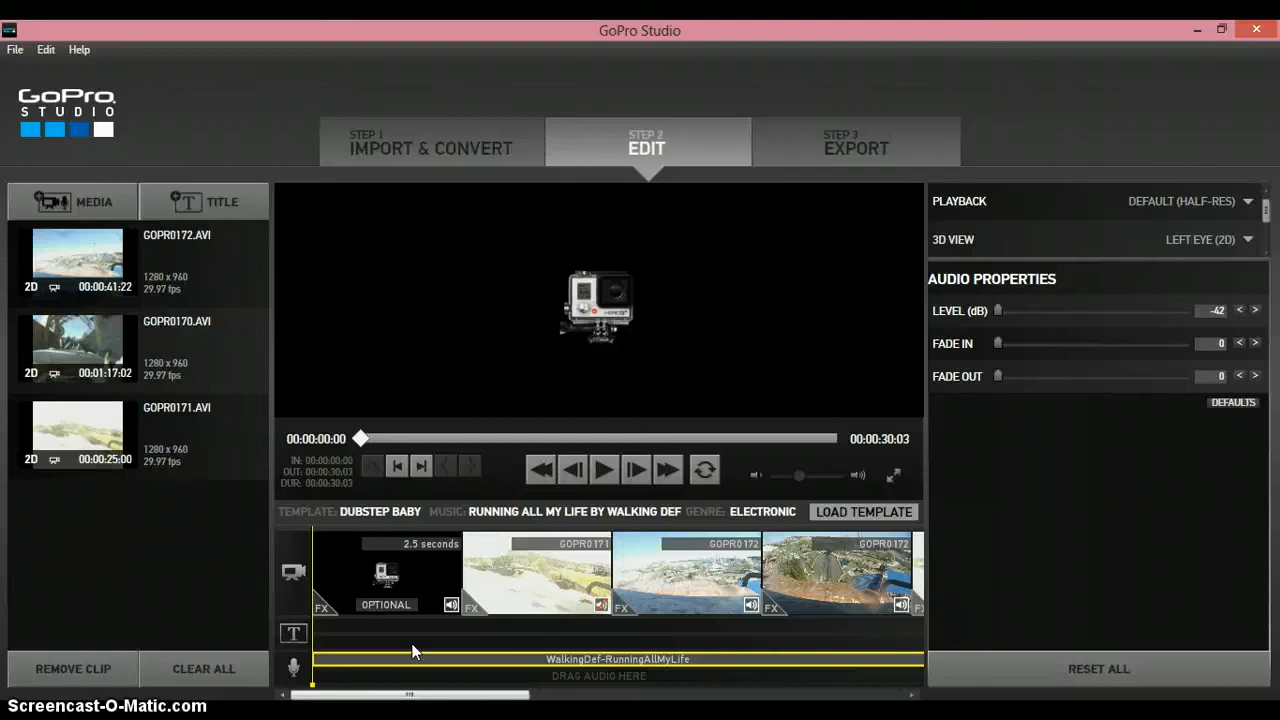 GoPro Studio
File Edit Help
GoPro
STUDIO
STEP 1
IMPORT & CONVERT
STEP 2
EDIT
STEP 3
EXPORT
MEDIA
TITLE
GOPR0172.AVI
1280 x 960
29.97 fps
2D 00:00:41:22
GOPR0170.AVI
1280 x 960
29.97 fps
2D 00:01:17:02
GOPR0171.AVI
1280 x 960
29.97 fps
2D 00:00:25:00
REMOVE CLIP
CLEAR ALL
00:00:00:00
00:00:30:03
IN: 00:00:00:00
OUT: 00:00:30:03
DUR: 00:00:30:03
TEMPLATE: DUBSTEP BABY MUSIC: RUNNING ALL MY LIFE BY WALKING DEF GENRE: ELECTRONIC
LOAD TEMPLATE
2.5 seconds
GOPR0171
GOPR0172
GOPR0172
FX
OPTIONAL
FX
FX
FX
F
T
WalkingDef-RunningAllMyLife
DRAG AUDIO HERE
PLAYBACK
DEFAULT (HALF-RES)
3D VIEW
LEFT EYE (2D)
AUDIO PROPERTIES
LEVEL (dB)
-42
FADE IN
0
FADE OUT
0
DEFAULTS
RESET ALL
Screencast-O-Matic.com